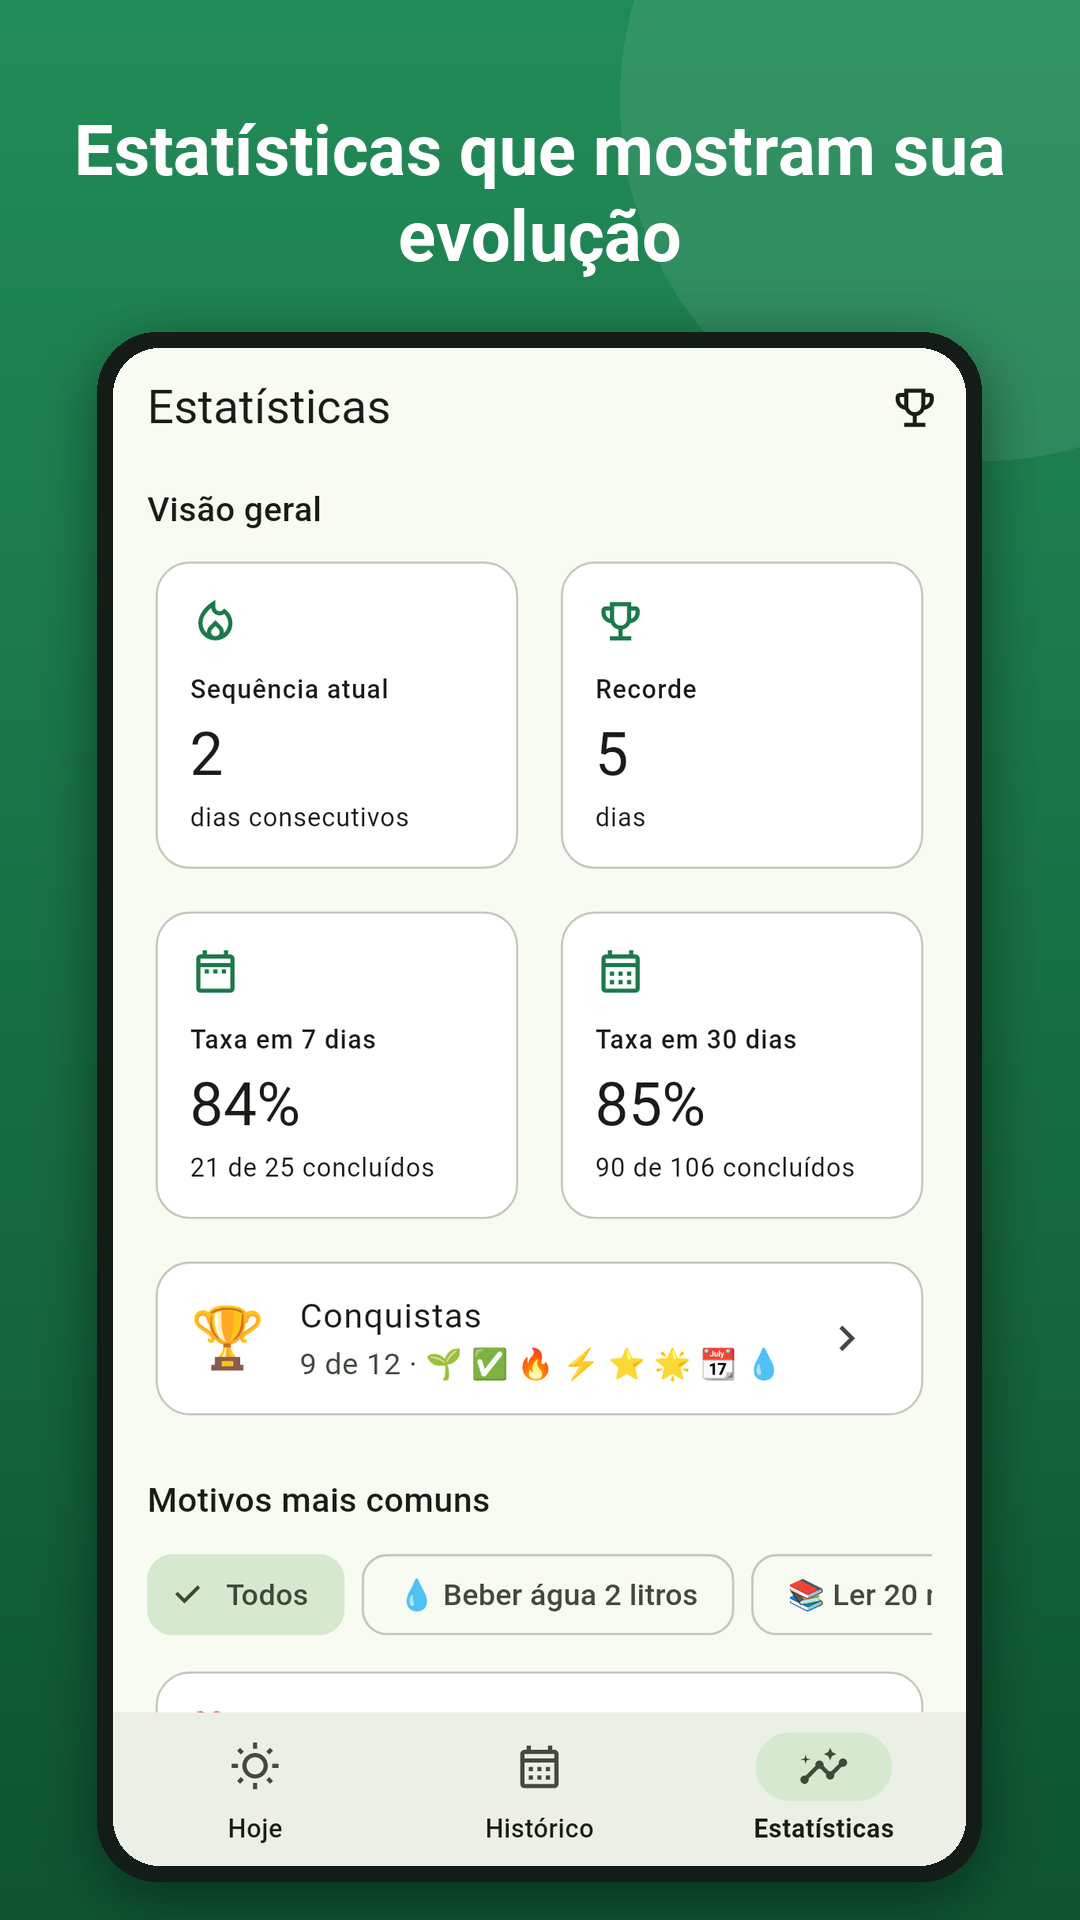 Estatísticas que mostram sua
evolução
Estatísticas
Visão geral
Sequência atual
2
dias consecutivos
Recorde
5
dias
Taxa em 7 dias
84%
21 de 25 concluídos
Taxa em 30 dias
85%
90 de 106 concluídos
Conquistas
9 de 12 · 🌱 ✅ 🔥 ⚡ ⭐ 🌟 📆 💧
Motivos mais comuns
Todos
💧 Beber água 2 litros
📚 Ler 20
Hoje
Histórico
Estatísticas